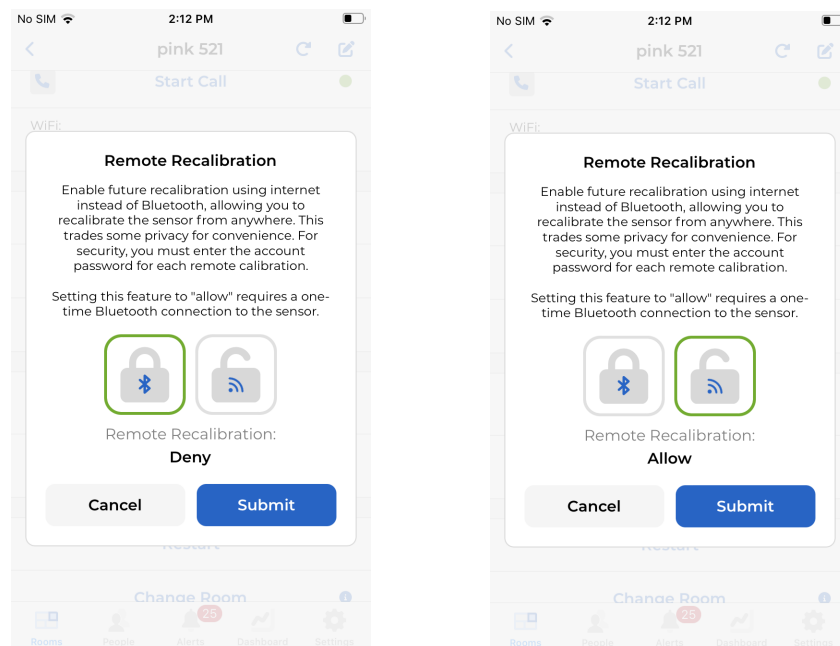 No SIM
2:12 PM
pink 521
Start Call
WiFi:
Remote Recalibration
Enable future recalibration using internet
instead of Bluetooth, allowing you to
recalibrate the sensor from anywhere. This
trades some privacy for convenience. For
security, you must enter the account
password for each remote calibration.
Setting this feature to "allow" requires a one-
time Bluetooth connection to the sensor.
Remote Recalibration:
Deny
Cancel
Submit
Restart
Change Room
25
Rooms
People
Alerts
Dashboard
Settings
No SIM
2:12 PM
pink 521
Start Call
WiFi:
Remote Recalibration
Enable future recalibration using internet
instead of Bluetooth, allowing you to
recalibrate the sensor from anywhere. This
trades some privacy for convenience. For
security, you must enter the account
password for each remote calibration.
Setting this feature to "allow" requires a one-
time Bluetooth connection to the sensor.
Remote Recalibration:
Allow
Cancel
Submit
Restart
Change Room
25
Rooms
People
Alerts
Dashboard
Settings